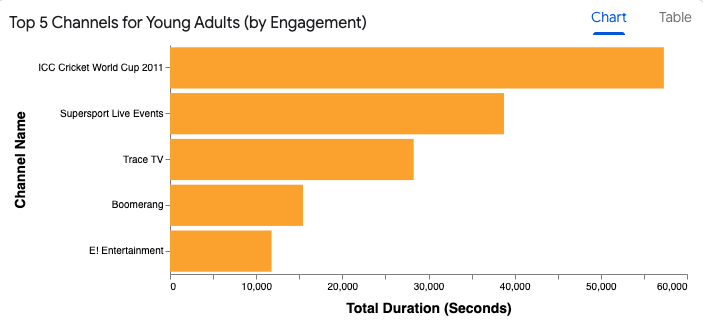 Top 5 Channels for Young Adults (by Engagement)
Chart
Table
Channel Name
ICC Cricket World Cup 2011
Supersport Live Events
Trace TV
Boomerang
E! Entertainment
0
10,000
20,000
30,000
40,000
50,000
60,000
Total Duration (Seconds)